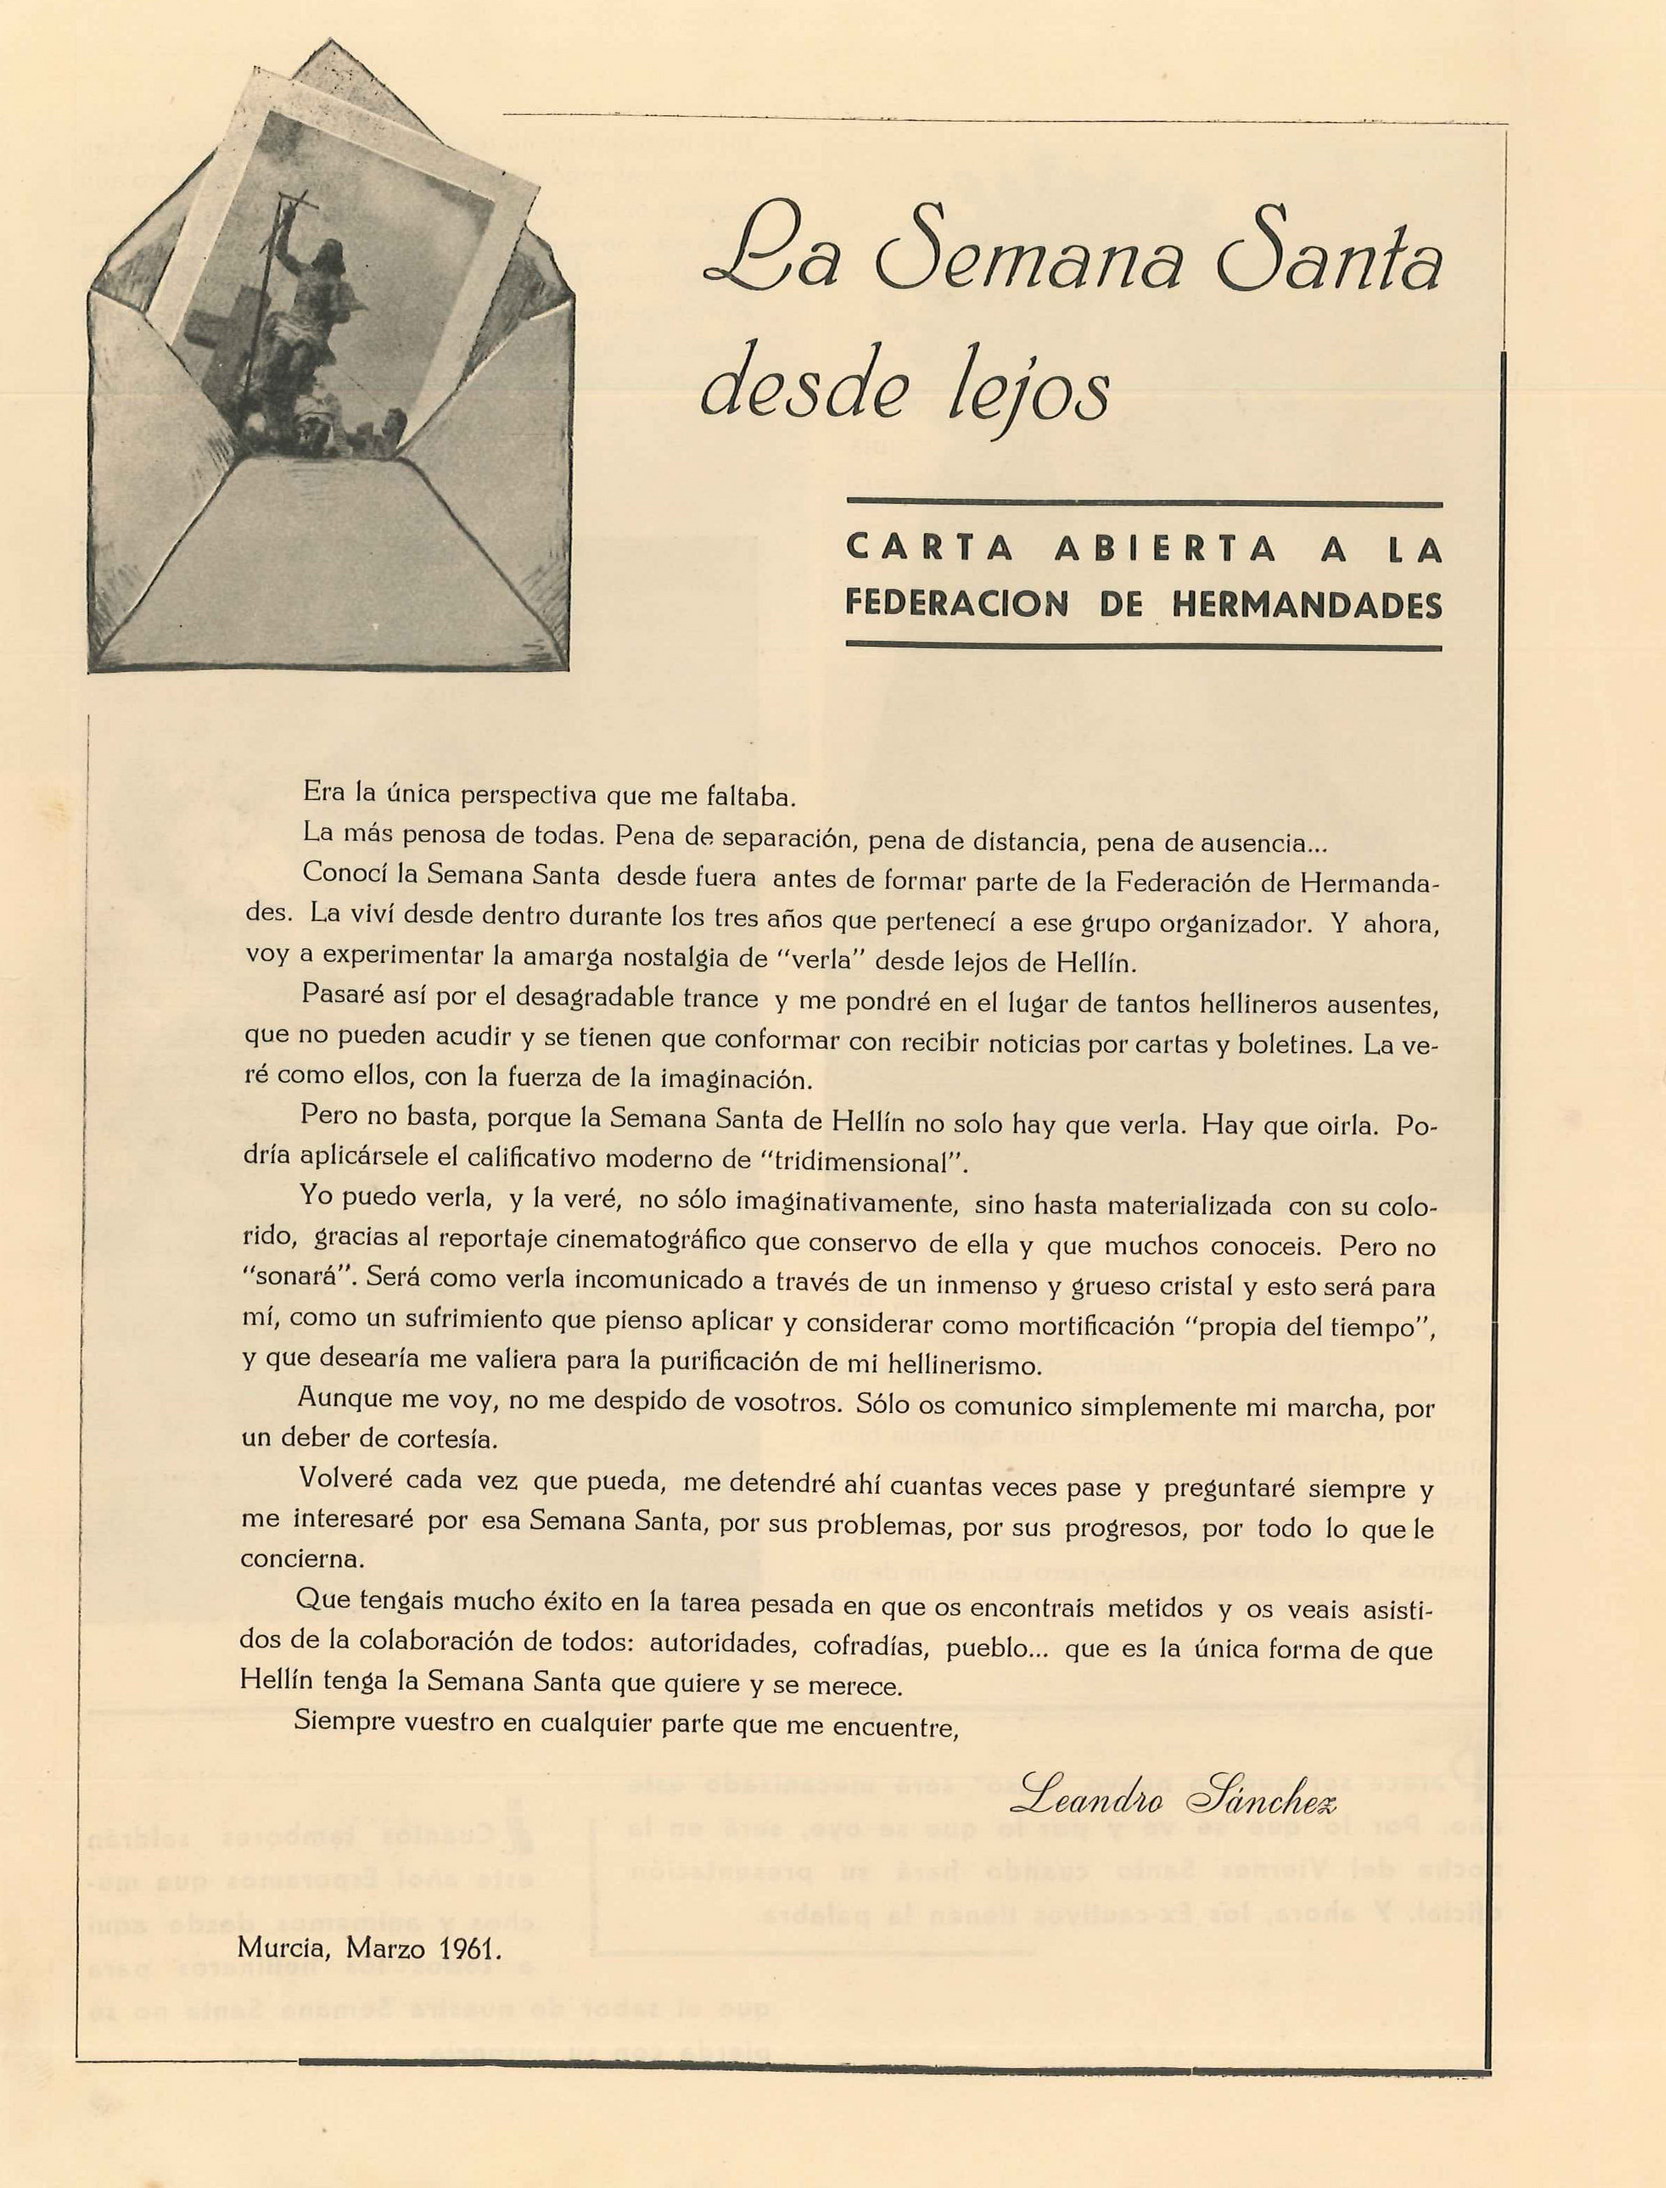 La Semana Santa
desde lejos
CARTA ABIERTA A LA
FEDERACION DE HERMANDADES
Era la única perspectiva que me faltaba.
La más penosa de todas. Pena de separación, pena de distancia, pena de ausencia...
Conocí la Semana Santa desde fuera antes de formar parte de la Federación de Hermanda-
des. La viví desde dentro durante los tres años que pertenecí a ese grupo organizador. Y ahora,
voy a experimentar la amarga nostalgia de "verla" desde lejos de Hellín.
Pasaré así por el desagradable trance y me pondré en el lugar de tantos hellineros ausentes,
que no pueden acudir y se tienen que conformar con recibir noticias por cartas y boletines. La ve-
ré como ellos, con la fuerza de la imaginación.
Pero no basta, porque la Semana Santa de Hellín no solo hay que verla. Hay que oirla. Po-
dría aplicársele el calificativo moderno de "tridimensional".
Yo puedo verla, y la veré, no sólo imaginativamente, sino hasta materializada con su colo-
rido, gracias al reportaje cinematográfico que conservo de ella y que muchos conoceis. Pero no
"sonará". Será como verla incomunicado a través de un inmenso y grueso cristal y esto será para
mí, como un sufrimiento que pienso aplicar y considerar como mortificación "propia del tiempo",
y que desearía me valiera para la purificación de mi hellinerismo.
Aunque me voy, no me despido de vosotros. Sólo os comunico simplemente mi marcha, por
un deber de cortesía.
Volveré cada vez que pueda, me detendré ahí cuantas veces pase y preguntaré siempre y
me interesaré por esa Semana Santa, por sus problemas, por sus progresos, por todo lo que le
concierna.
Que tengais mucho éxito en la tarea pesada en que os encontrais metidos y os veais asisti-
dos de la colaboración de todos: autoridades, cofradías, pueblo... que es la única forma de que
Hellín tenga la Semana Santa que quiere y se merece.
Siempre vuestro en cualquier parte que me encuentre,
Leandro Sánchez
Murcia, Marzo 1961.